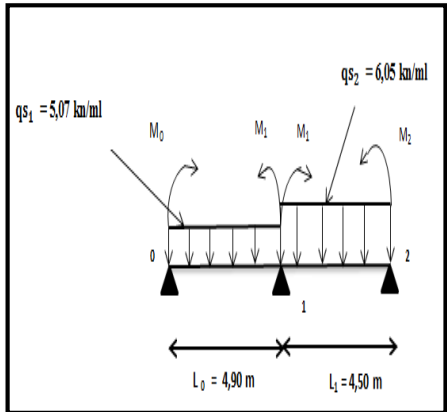 qs₂ = 6,05 kn/ml
qs₁ = 5,07 kn/ml
M₀ M₁ M₁ M₂
0 2
1
L₀ = 4,90 m L₁= 4,50 m